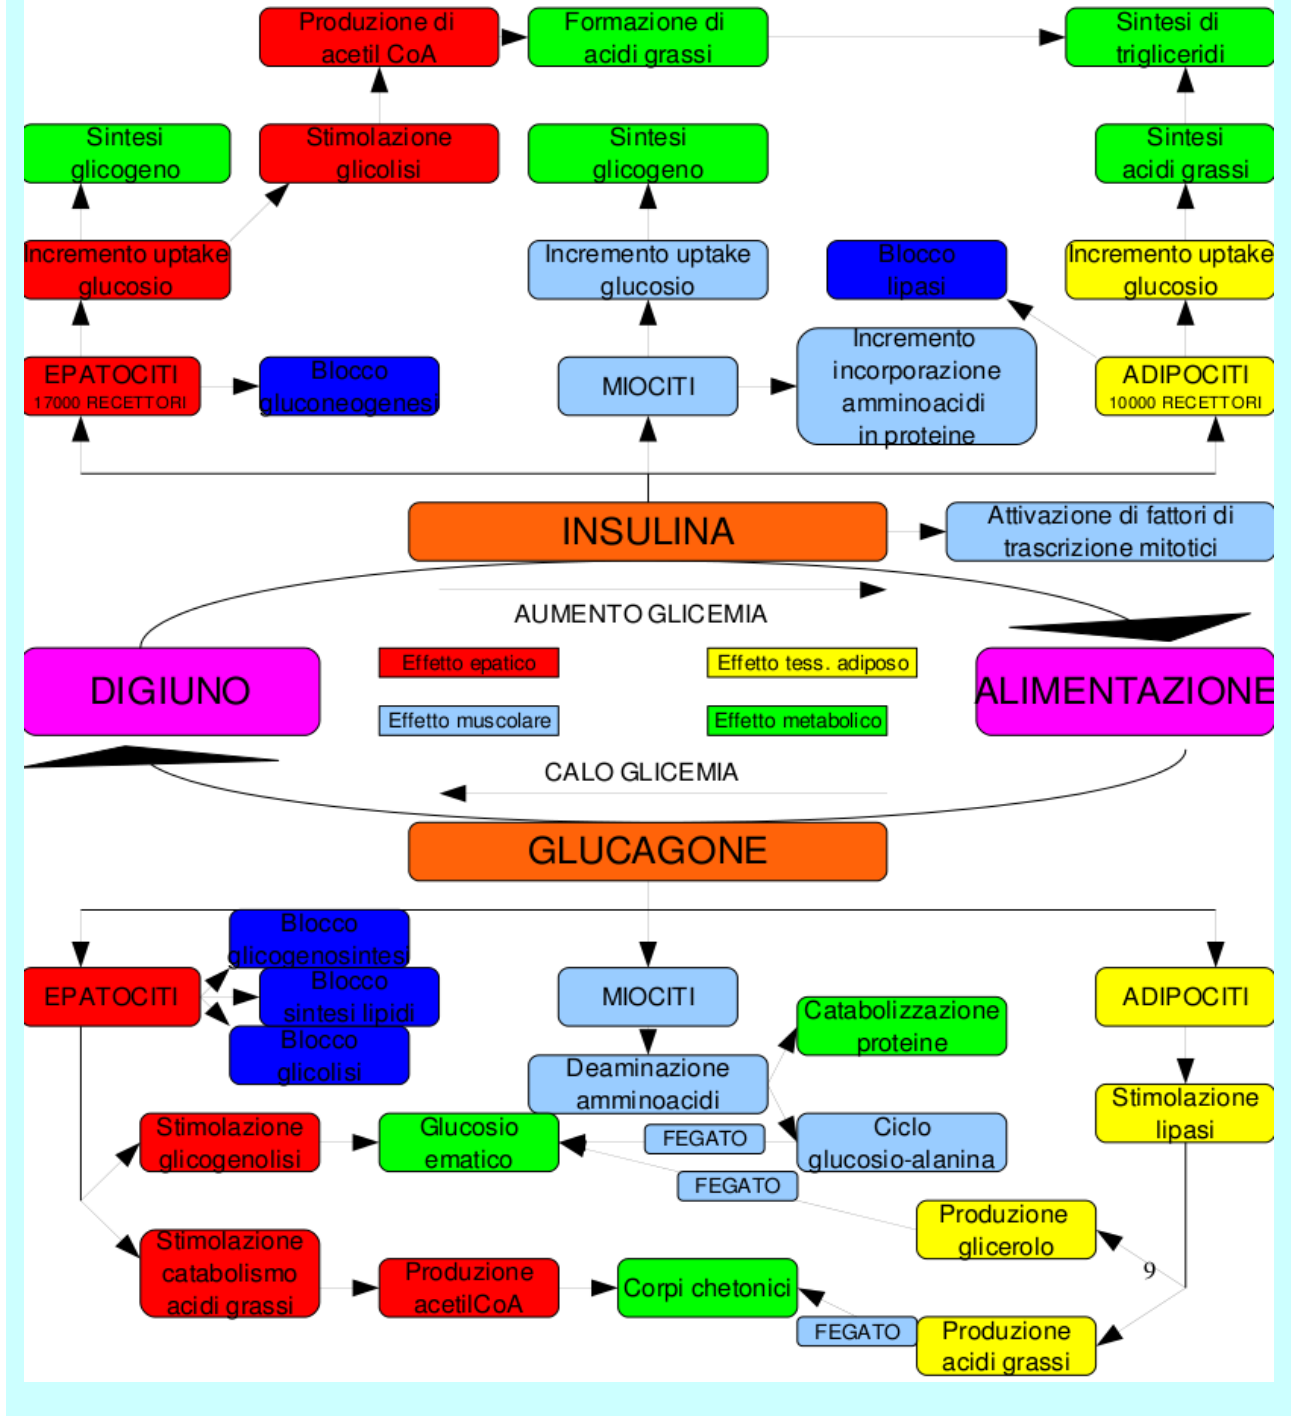 Produzione di
acetil CoA
Formazione di
acidi grassi
Sintesi di
trigliceridi
Sintesi
glicogeno
Stimolazione
glicolisi
Sintesi
glicogeno
Sintesi
acidi grassi
Incremento uptake
glucosio
Incremento uptake
glucosio
Blocco
lipasi
Incremento uptake
glucosio
EPATOCITI
17000 RECETTORI
Blocco
gluconeogenesi
MIOCITI
Incremento
incorporazione
amminoacidi
in proteine
ADIPOCITI
10000 RECETTORI
INSULINA
Attivazione di fattori di
trascrizione mitotici
AUMENTO GLICEMIA
DIGIUNO
Effetto epatico
Effetto tess. adiposo
Effetto muscolare
Effetto metabolico
ALIMENTAZIONE
CALO GLICEMIA
GLUCAGONE
Blocco
glicogenosintesi
EPATOCITI
Blocco
sintesi lipidi
Blocco
glicolisi
MIOCITI
ADIPOCITI
Catabolizzazione
proteine
Deaminazione
amminoacidi
Stimolazione
lipasi
Stimolazione
glicogenolisi
Glucosio
ematico
FEGATO
Ciclo
glucosio-alanina
FEGATO
Produzione
glicerolo
9
Stimolazione
catabolismo
acidi grassi
Produzione
acetilCoA
Corpi chetonici
FEGATO
Produzione
acidi grassi